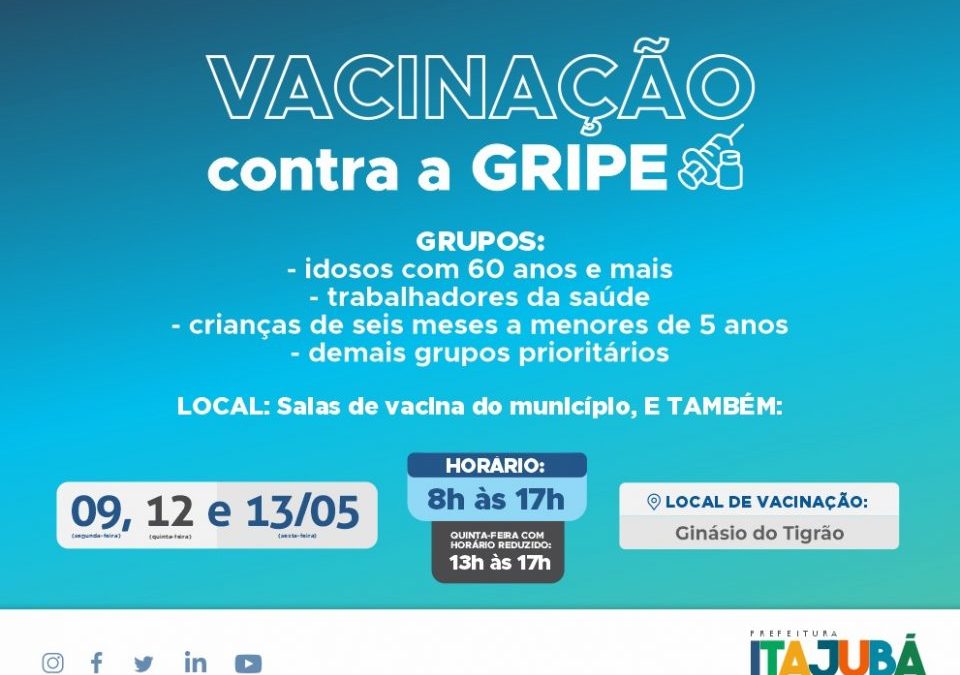 VACINAÇÃO
contra a GRIPE
GRUPOS:
- idosos com 60 anos e mais
- trabalhadores da saúde
- crianças de seis meses a menores de 5 anos
- demais grupos prioritários
LOCAL: Salas de vacina do município, E TAMBÉM:
09, 12 e 13/05
(segunda-feira) (quinta-feira) (sexta-feira)
HORÁRIO:
8h às 17h
QUINTA-FEIRA COM
HORÁRIO REDUZIDO:
13h às 17h
LOCAL DE VACINAÇÃO:
Ginásio do Tigrão
PREFEITURA
ITAJUBÁ